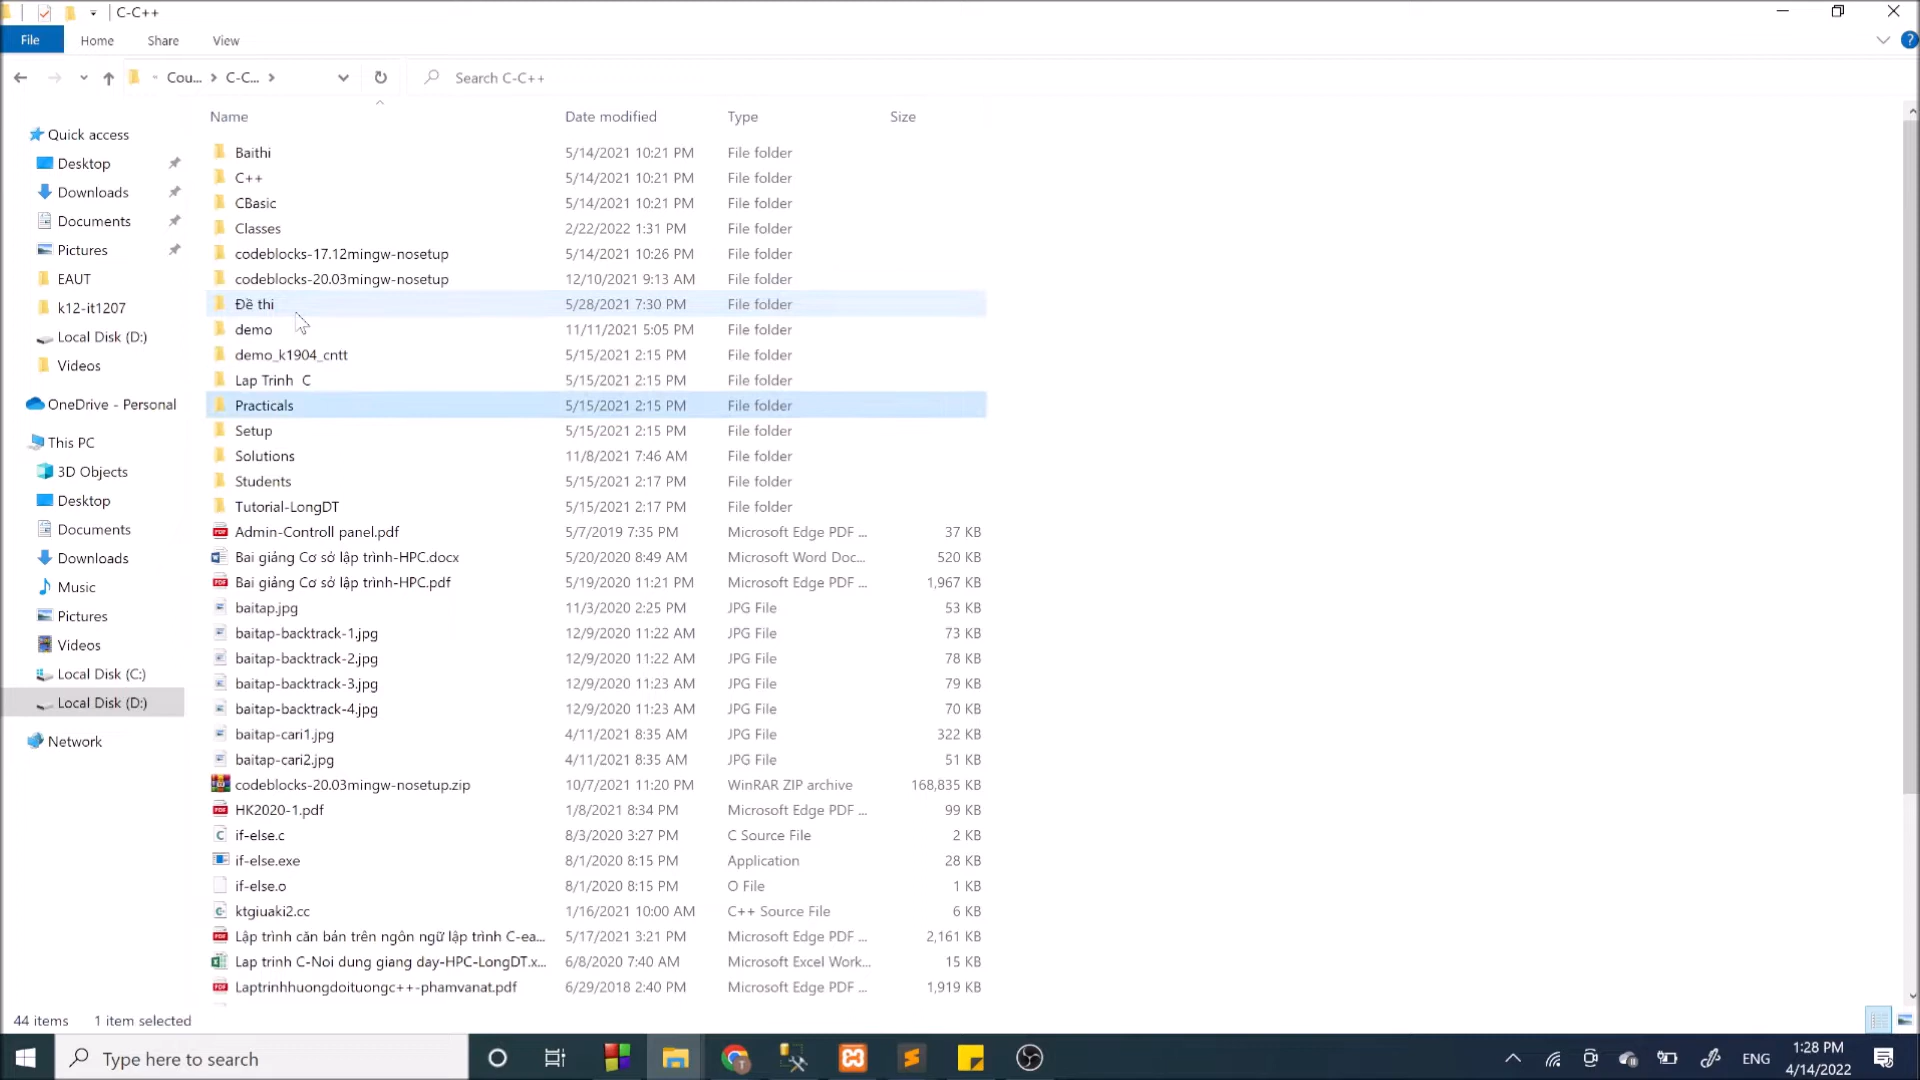 C-C++
File Home Share View
Cou... C-C... Search C-C++
Name Date modified Type Size
Quick access
Desktop
Downloads
Documents
Pictures
EAUT
k12-it1207
Local Disk (D:)
Videos
OneDrive - Personal
This PC
3D Objects
Desktop
Documents
Downloads
Music
Pictures
Videos
Local Disk (C:)
Local Disk (D:)
Network
Baithi 5/14/2021 10:21 PM File folder
C++ 5/14/2021 10:21 PM File folder
CBasic 5/14/2021 10:21 PM File folder
Classes 2/22/2022 1:31 PM File folder
codeblocks-17.12mingw-nosetup 5/14/2021 10:26 PM File folder
codeblocks-20.03mingw-nosetup 12/10/2021 9:13 AM File folder
Đề thi 5/28/2021 7:30 PM File folder
demo 11/11/2021 5:05 PM File folder
demo_k1904_cntt 5/15/2021 2:15 PM File folder
Lap Trinh C 5/15/2021 2:15 PM File folder
Practicals 5/15/2021 2:15 PM File folder
Setup 5/15/2021 2:15 PM File folder
Solutions 11/8/2021 7:46 AM File folder
Students 5/15/2021 2:17 PM File folder
Tutorial-LongDT 5/15/2021 2:17 PM File folder
Admin-Controll panel.pdf 5/7/2019 7:35 PM Microsoft Edge PDF ... 37 KB
Bai giảng Cơ sở lập trình-HPC.docx 5/20/2020 8:49 AM Microsoft Word Doc... 520 KB
Bai giảng Cơ sở lập trình-HPC.pdf 5/19/2020 11:21 PM Microsoft Edge PDF ... 1,967 KB
baitap.jpg 11/3/2020 2:25 PM JPG File 53 KB
baitap-backtrack-1.jpg 12/9/2020 11:22 AM JPG File 73 KB
baitap-backtrack-2.jpg 12/9/2020 11:22 AM JPG File 78 KB
baitap-backtrack-3.jpg 12/9/2020 11:23 AM JPG File 79 KB
baitap-backtrack-4.jpg 12/9/2020 11:23 AM JPG File 70 KB
baitap-cari1.jpg 4/11/2021 8:35 AM JPG File 322 KB
baitap-cari2.jpg 4/11/2021 8:35 AM JPG File 51 KB
codeblocks-20.03mingw-nosetup.zip 10/7/2021 11:20 PM WinRAR ZIP archive 168,835 KB
HK2020-1.pdf 1/8/2021 8:34 PM Microsoft Edge PDF ... 99 KB
if-else.c 8/3/2020 3:27 PM C Source File 2 KB
if-else.exe 8/1/2020 8:15 PM Application 28 KB
if-else.o 8/1/2020 8:15 PM O File 1 KB
ktgiuaki2.cc 1/16/2021 10:00 AM C++ Source File 6 KB
Lập trình căn bản trên ngôn ngữ lập trình C-ea... 5/17/2021 3:21 PM Microsoft Edge PDF ... 2,161 KB
Lap trinh C-Noi dung giang day-HPC-LongDT.x... 6/8/2020 7:40 AM Microsoft Excel Work... 15 KB
Laptrinhhuongdoituongc++-phamvanat.pdf 6/29/2018 2:40 PM Microsoft Edge PDF ... 1,919 KB
44 items 1 item selected
Type here to search
ENG
1:28 PM
4/14/2022